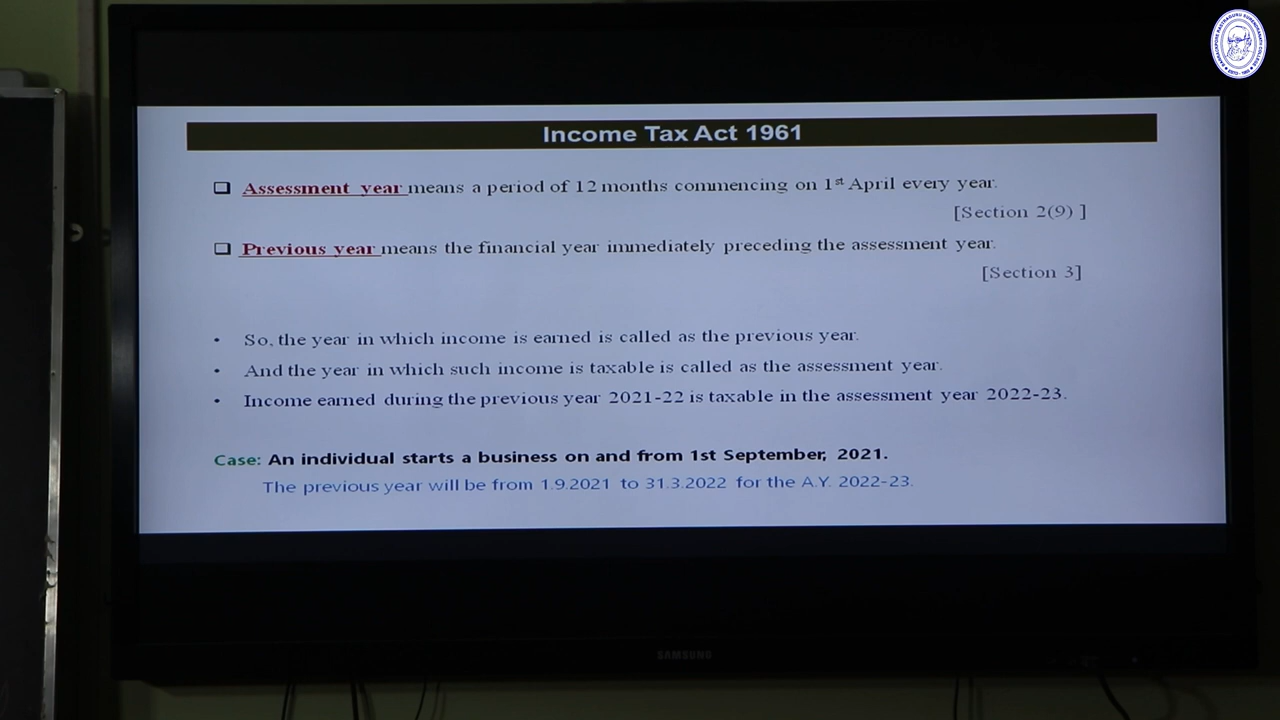 Income Tax Act 1961
Assessment year means a period of 12 months commencing on 1st April every year.
[Section 2(9) ]
Previous year means the financial year immediately preceding the assessment year.
[Section 3]
• So, the year in which income is earned is called as the previous year.
• And the year in which such income is taxable is called as the assessment year.
• Income earned during the previous year 2021-22 is taxable in the assessment year 2022-23.
Case: An individual starts a business on and from 1st September, 2021.
The previous year will be from 1.9.2021 to 31.3.2022 for the A.Y. 2022-23.
SAMSUNG